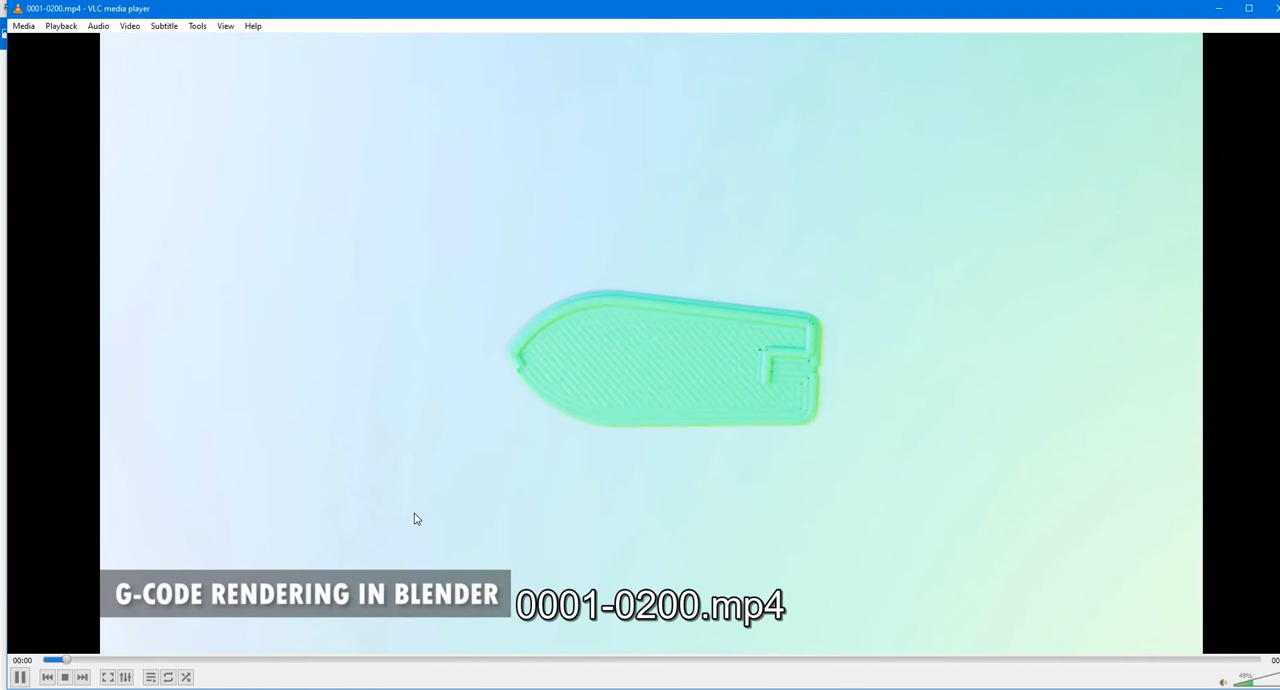 0001-0200.mp4 - VLC media player
Media Playback Audio Video Subtitle Tools View Help
G-CODE RENDERING IN BLENDER
0001-0200.mp4
00:00
49%